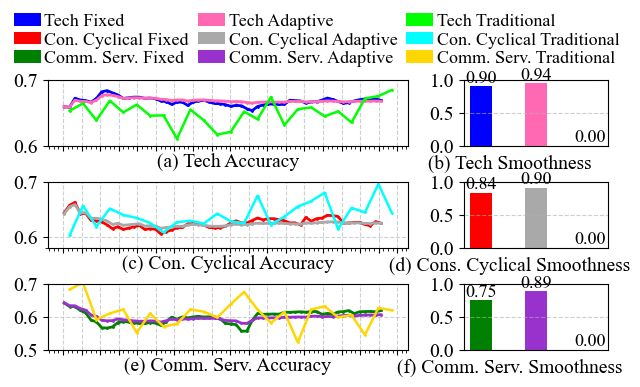 Tech Fixed Tech Adaptive Tech Traditional
Con. Cyclical Fixed Con. Cyclical Adaptive Con. Cyclical Traditional
Comm. Serv. Fixed Comm. Serv. Adaptive Comm. Serv. Traditional
0.7
0.6
(a) Tech Accuracy
1.0
0.5
0.0
0.90 0.94 0.00
(b) Tech Smoothness
0.7
0.6
(c) Con. Cyclical Accuracy
1.0
0.5
0.0
0.84 0.90 0.00
(d) Cons. Cyclical Smoothness
0.7
0.6
0.5
(e) Comm. Serv. Accuracy
1.0
0.5
0.0
0.75 0.89 0.00
(f) Comm. Serv. Smoothness